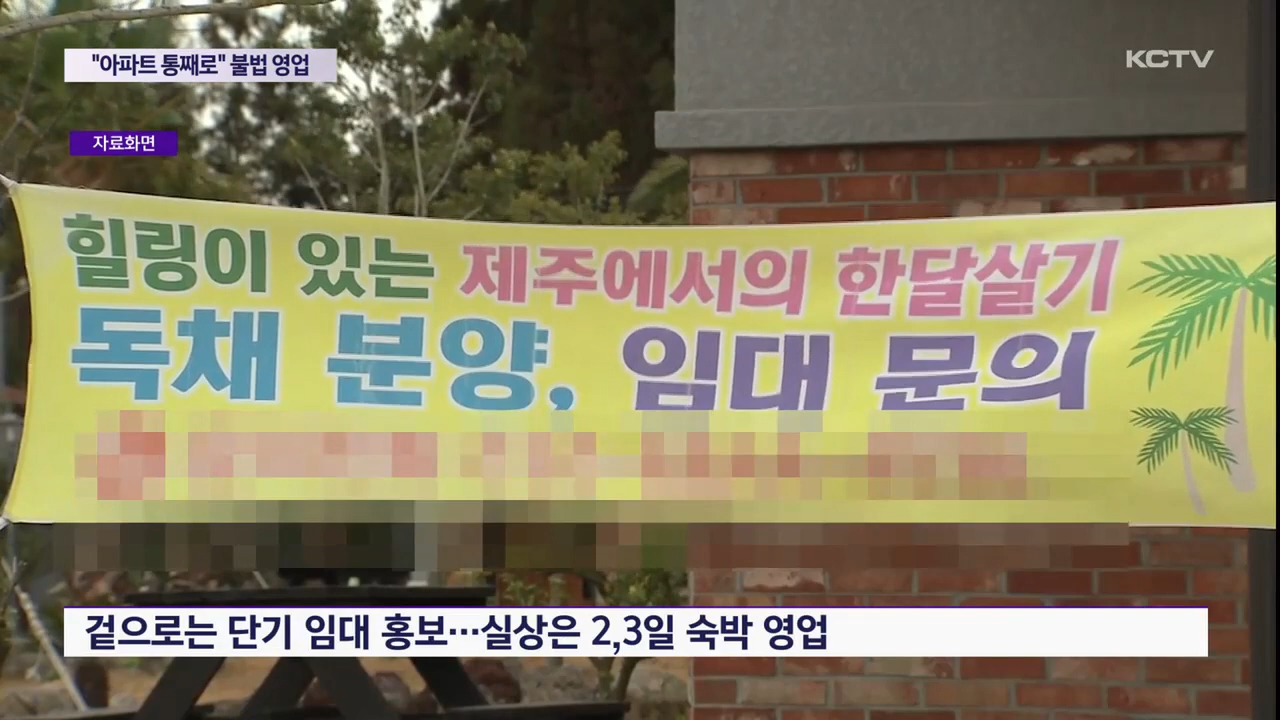 "아파트 통째로" 불법 영업
KCTV
자료화면
힐링이 있는 제주에서의 한달살기
독채 분양, 임대 문의
겉으로는 단기 임대 홍보…실상은 2,3일 숙박 영업